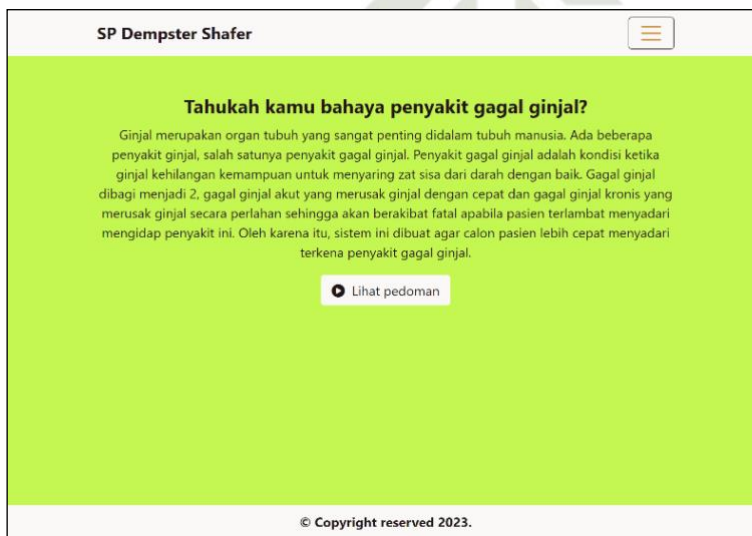 SP Dempster Shafer
Tahukah kamu bahaya penyakit gagal ginjal?
Ginjal merupakan organ tubuh yang sangat penting didalam tubuh manusia. Ada beberapa
penyakit ginjal, salah satunya penyakit gagal ginjal. Penyakit gagal ginjal adalah kondisi ketika
ginjal kehilangan kemampuan untuk menyaring zat sisa dari darah dengan baik. Gagal ginjal
dibagi menjadi 2, gagal ginjal akut yang merusak ginjal dengan cepat dan gagal ginjal kronis yang
merusak ginjal secara perlahan sehingga akan berakibat fatal apabila pasien terlambat menyadari
mengidap penyakit ini. Oleh karena itu, sistem ini dibuat agar calon pasien lebih cepat menyadari
terkena penyakit gagal ginjal.
Lihat pedoman
© Copyright reserved 2023.